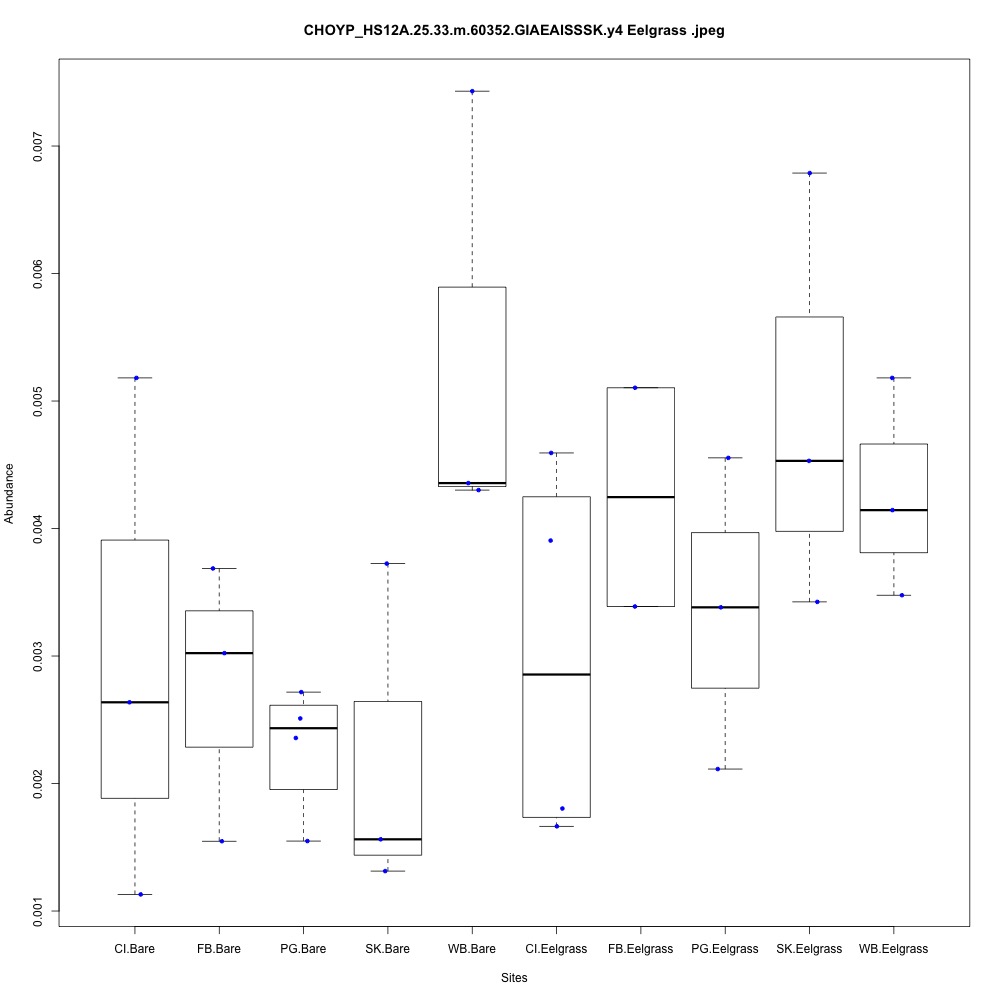 CHOYP_HS12A.25.33.m.60352.GIAEAISSSK.y4 Eelgrass .jpeg
0.007
0.006
0.005
0.004
0.003
0.002
0.001
Abundance
CI.Bare FB.Bare PG.Bare SK.Bare WB.Bare CI.Eelgrass FB.Eelgrass PG.Eelgrass SK.Eelgrass WB.Eelgrass
Sites